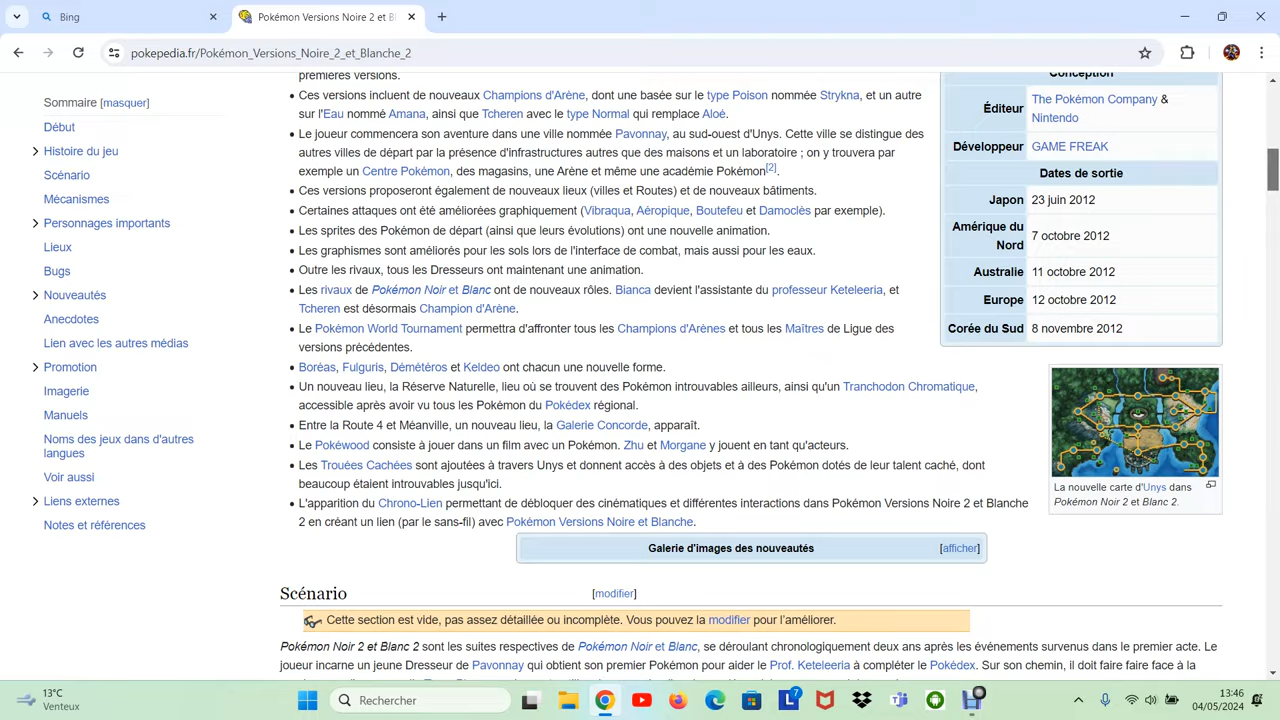 Bing
Pokémon Versions Noire 2 et B
pokepedia.fr/Pokémon_Versions_Noire_2_et_Blanche_2
Sommaire [masquer]
Début
Histoire du jeu
Scénario
Mécanismes
Personnages importants
Lieux
Bugs
Nouveautés
Anecdotes
Lien avec les autres médias
Promotion
Imagerie
Manuels
Noms des jeux dans d'autres
langues
Voir aussi
Liens externes
Notes et références
premières versions.
Ces versions incluent de nouveaux Champions d'Arène, dont une basée sur le type Poison nommée Strykna, et un autre
sur l'Eau nommé Amana, ainsi que Tcheren avec le type Normal qui remplace Aloé.
Le joueur commencera son aventure dans une ville nommée Pavonnay, au sud-ouest d'Unys. Cette ville se distingue des
autres villes de départ par la présence d'infrastructures autres que des maisons et un laboratoire ; on y trouvera par
exemple un Centre Pokémon, des magasins, une Arène et même une académie Pokémon[2].
Ces versions proposeront également de nouveaux lieux (villes et Routes) et de nouveaux bâtiments.
Certaines attaques ont été améliorées graphiquement (Vibraqua, Aéropique, Boutefeu et Damoclès par exemple).
Les sprites des Pokémon de départ (ainsi que leurs évolutions) ont une nouvelle animation.
Les graphismes sont améliorés pour les sols lors de l'interface de combat, mais aussi pour les eaux.
Outre les rivaux, tous les Dresseurs ont maintenant une animation.
Les rivaux de Pokémon Noir et Blanc ont de nouveaux rôles. Bianca devient l'assistante du professeur Keteleeria, et
Tcheren est désormais Champion d'Arène.
Le Pokémon World Tournament permettra d'affronter tous les Champions d'Arènes et tous les Maîtres de Ligue des
versions précédentes.
Boréas, Fulguris, Démétéros et Keldeo ont chacun une nouvelle forme.
Un nouveau lieu, la Réserve Naturelle, lieu où se trouvent des Pokémon introuvables ailleurs, ainsi qu'un Tranchodon Chromatique,
accessible après avoir vu tous les Pokémon du Pokédex régional.
Entre la Route 4 et Méanville, un nouveau lieu, la Galerie Concorde, apparaît.
Le Pokéwood consiste à jouer dans un film avec un Pokémon. Zhu et Morgane y jouent en tant qu'acteurs.
Les Trouées Cachées sont ajoutées à travers Unys et donnent accès à des objets et à des Pokémon dotés de leur talent caché, dont
beaucoup étaient introuvables jusqu'ici.
L'apparition du Chrono-Lien permettant de débloquer des cinématiques et différentes interactions dans Pokémon Versions Noire 2 et Blanche
2 en créant un lien (par le sans-fil) avec Pokémon Versions Noire et Blanche.
Galerie d'images des nouveautés [afficher]
Conception
Éditeur The Pokémon Company &
Nintendo
Développeur GAME FREAK
Dates de sortie
Japon 23 juin 2012
Amérique du
Nord 7 octobre 2012
Australie 11 octobre 2012
Europe 12 octobre 2012
Corée du Sud 8 novembre 2012
La nouvelle carte d'Unys dans
Pokémon Noir 2 et Blanc 2.
Scénario [modifier]
Cette section est vide, pas assez détaillée ou incomplète. Vous pouvez la modifier pour l'améliorer.
Pokémon Noir 2 et Blanc 2 sont les suites respectives de Pokémon Noir et Blanc, se déroulant chronologiquement deux ans après les événements survenus dans le premier acte. Le
joueur incarne un jeune Dresseur de Pavonnay qui obtient son premier Pokémon pour aider le Prof. Keteleeria à compléter le Pokédex. Sur son chemin, il doit faire faire face à la
13°C
Venteux
Rechercher
7
13:46
04/05/2024